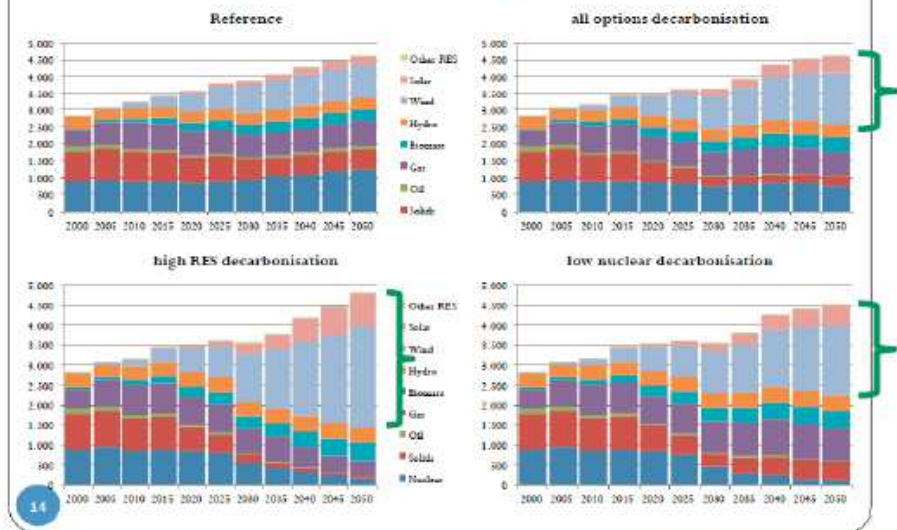 Reference
5.000
4.500
4.000
3.500
3.000
2.500
2.000
1.500
1.000
500
0
2000 2005 2010 2015 2020 2025 2030 2035 2040 2045 2050
Other RES
Solar
Wind
Hydro
Biomass
Gas
Oil
Solids
all options decarbonisation
5.000
4.500
4.000
3.500
3.000
2.500
2.000
1.500
1.000
500
0
2000 2005 2010 2015 2020 2025 2030 2035 2040 2045 2050
high RES decarbonisation
5.000
4.500
4.000
3.500
3.000
2.500
2.000
1.500
1.000
500
0
2000 2005 2010 2015 2020 2025 2030 2035 2040 2045 2050
Other RES
Solar
Wind
Hydro
Biomass
Gas
Oil
Solids
Nuclear
low nuclear decarbonisation
5.000
4.500
4.000
3.500
3.000
2.500
2.000
1.500
1.000
500
0
2000 2005 2010 2015 2020 2025 2030 2035 2040 2045 2050
14